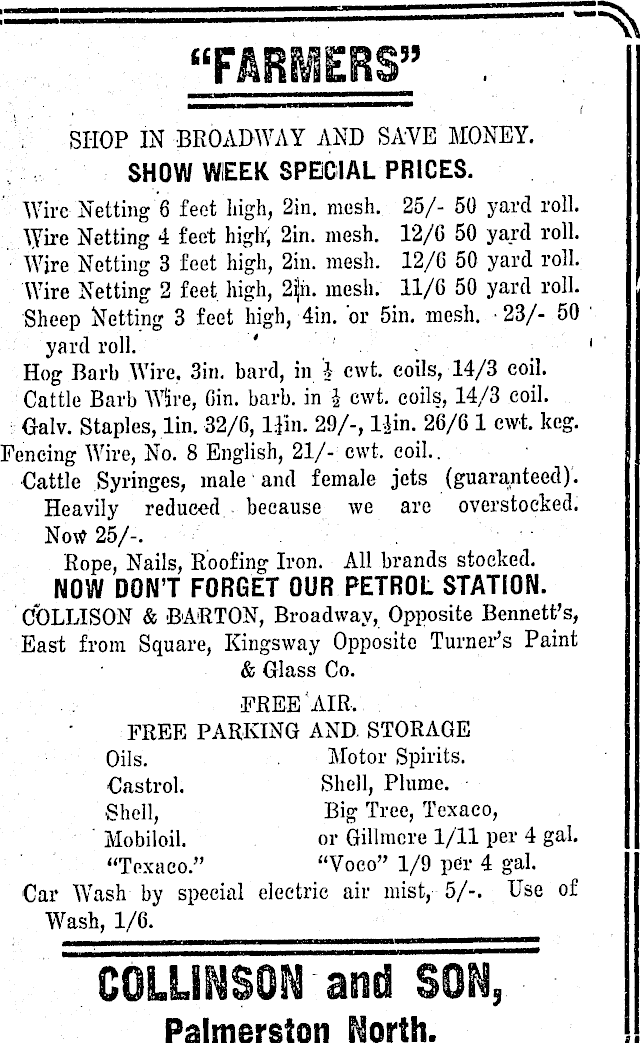 "FARMERS"
SHOP IN BROADWAY AND SAVE MONEY.
SHOW WEEK SPECIAL PRICES.
Wire Netting 6 feet high, 2in. mesh. 25/- 50 yard roll.
Wire Netting 4 feet high, 2in. mesh. 12/6 50 yard roll.
Wire Netting 3 feet high, 2in. mesh. 12/6 50 yard roll.
Wire Netting 2 feet high, 2in. mesh. 11/6 50 yard roll.
Sheep Netting 3 feet high, 4in. or 5in. mesh. 23/- 50
yard roll.
Hog Barb Wire, 3in. bard, in ½ cwt. coils, 14/3 coil.
Cattle Barb Wire, 6in. barb. in ½ cwt. coils, 14/3 coil.
Galv. Staples, 1in. 32/6, 1¼in. 29/-, 1½in. 26/6 1 cwt. keg.
Fencing Wire, No. 8 English, 21/- cwt. coil.
Cattle Syringes, male and female jets (guaranteed).
Heavily reduced because we are overstocked.
Now 25/-.
Rope, Nails, Roofing Iron. All brands stocked.
NOW DON'T FORGET OUR PETROL STATION.
COLLISON & BARTON, Broadway, Opposite Bennett's,
East from Square, Kingsway Opposite Turner's Paint
& Glass Co.
FREE AIR.
FREE PARKING AND STORAGE
Oils. Motor Spirits.
Castrol. Shell, Plume.
Shell, Big Tree, Texaco,
Mobiloil. or Gillmore 1/11 per 4 gal.
"Texaco." "Voco" 1/9 per 4 gal.
Car Wash by special electric air mist, 5/-. Use of
Wash, 1/6.
COLLINSON and SON,
Palmerston North.